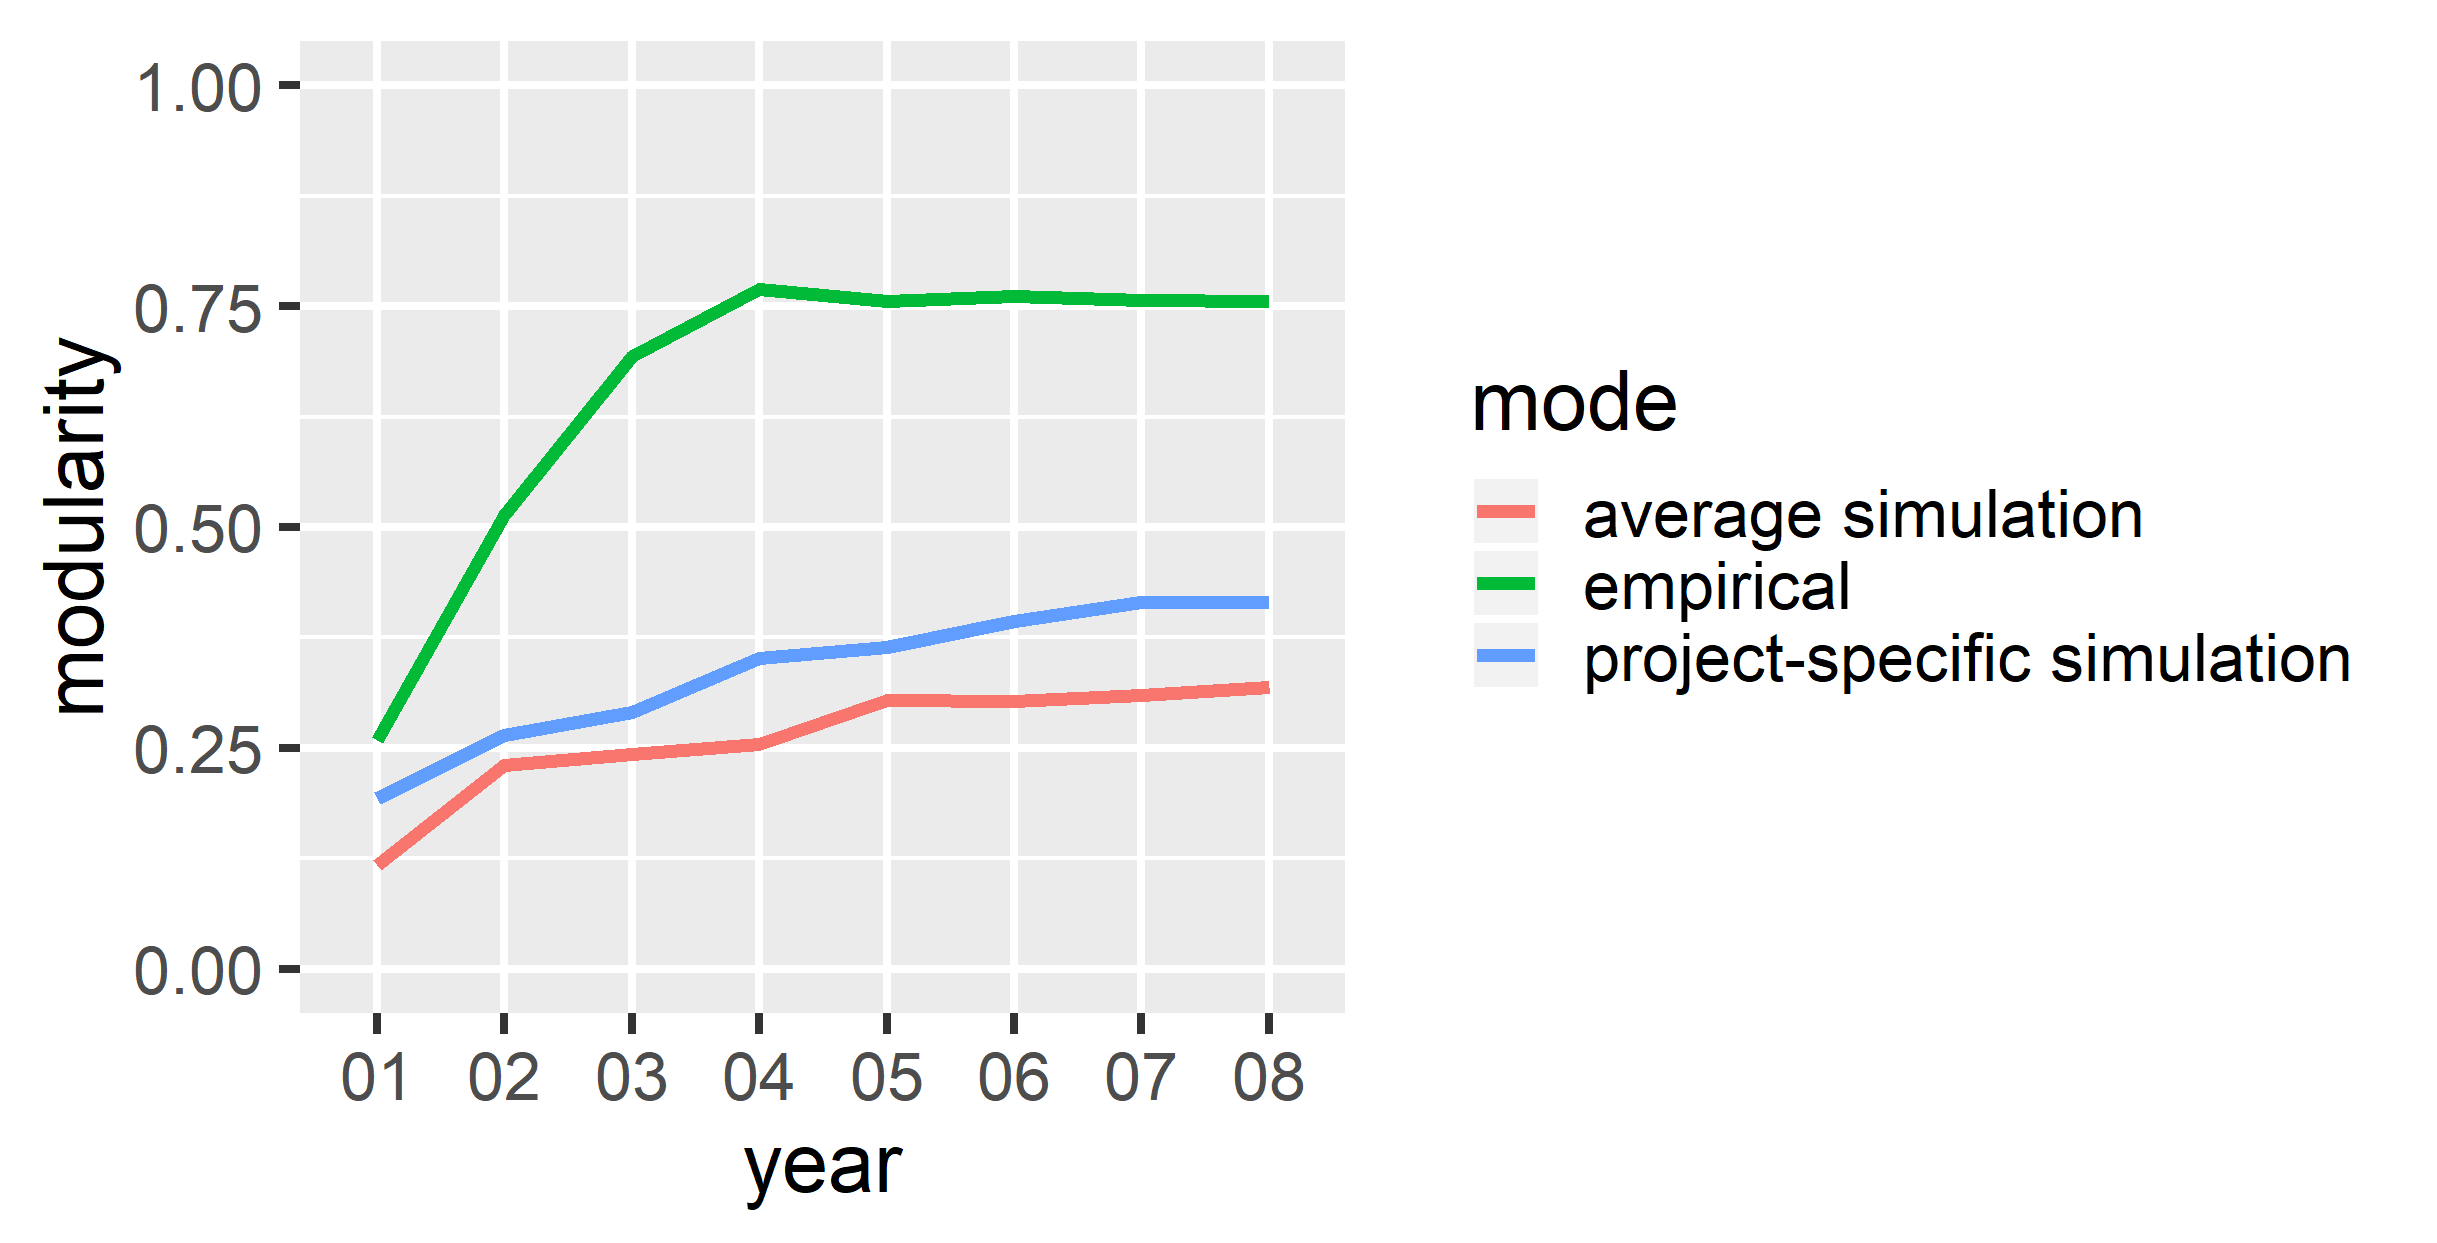 1.00
0.75
0.50
0.25
0.00
modularity
01 02 03 04 05 06 07 08
year
mode
average simulation
empirical
project-specific simulation